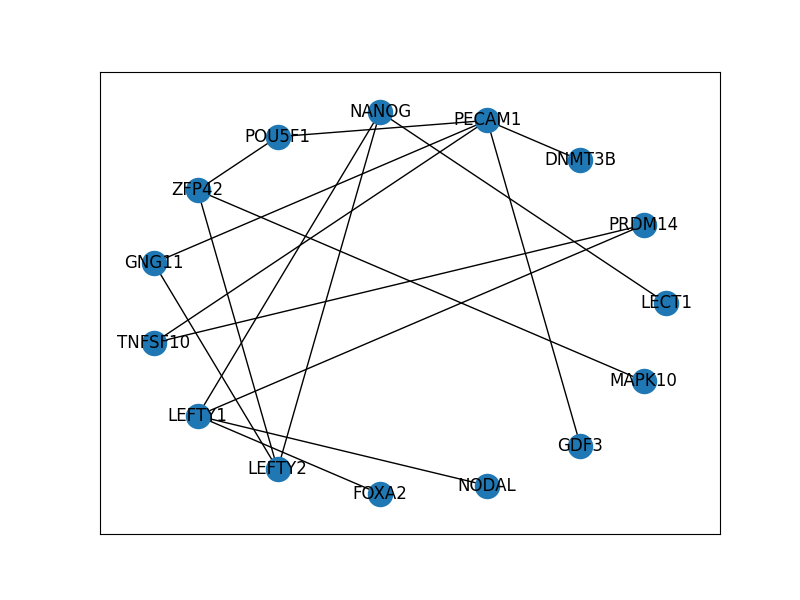 NANOG
PECAM1
POU5F1
DNMT3B
ZFP42
PRDM14
GNG11
LECT1
TNFSF10
MAPK10
LEFTY1
GDF3
LEFTY2
NODAL
FOXA2